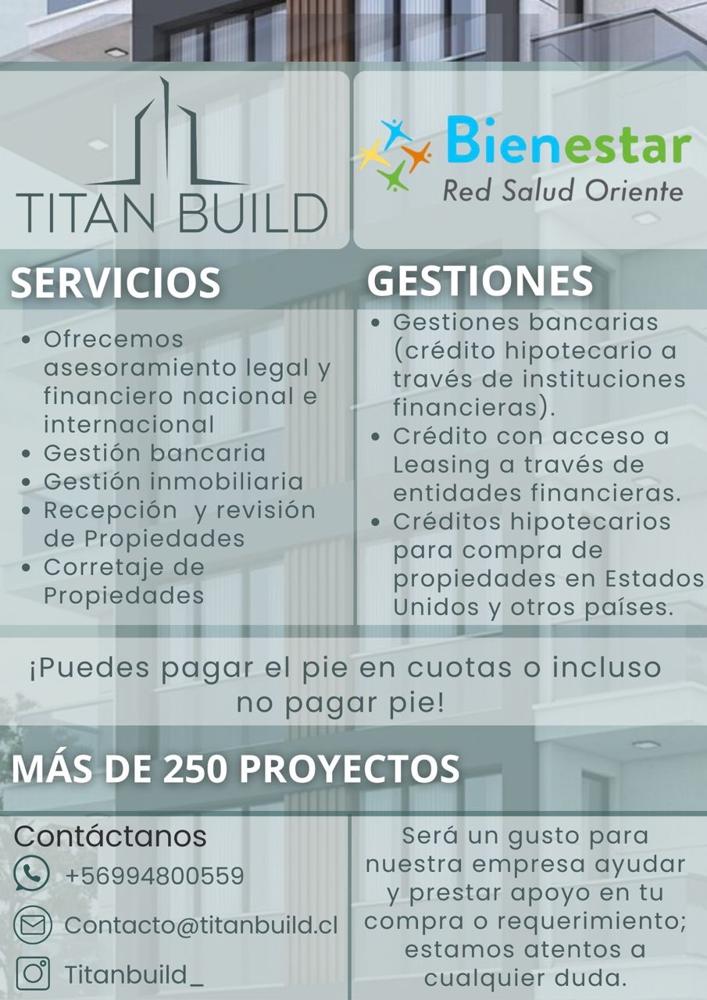 TITAN BUILD
Bienestar
Red Salud Oriente
SERVICIOS
• Ofrecemos
asesoramiento legal y
financiero nacional e
internacional
• Gestión bancaria
• Gestión inmobiliaria
• Recepción  y revisión
de Propiedades
• Corretaje de
Propiedades
GESTIONES
• Gestiones bancarias
(crédito hipotecario a
través de instituciones
financieras).
• Crédito con acceso a
Leasing a través de
entidades financieras.
• Créditos hipotecarios
para compra de
propiedades en Estados
Unidos y otros países.
¡Puedes pagar el pie en cuotas o incluso
no pagar pie!
MÁS DE 250 PROYECTOS
Contáctanos
+56994800559
Contacto@titanbuild.cl
Titanbuild_
Será un gusto para
nuestra empresa ayudar
y prestar apoyo en tu
compra o requerimiento;
estamos atentos a
cualquier duda.